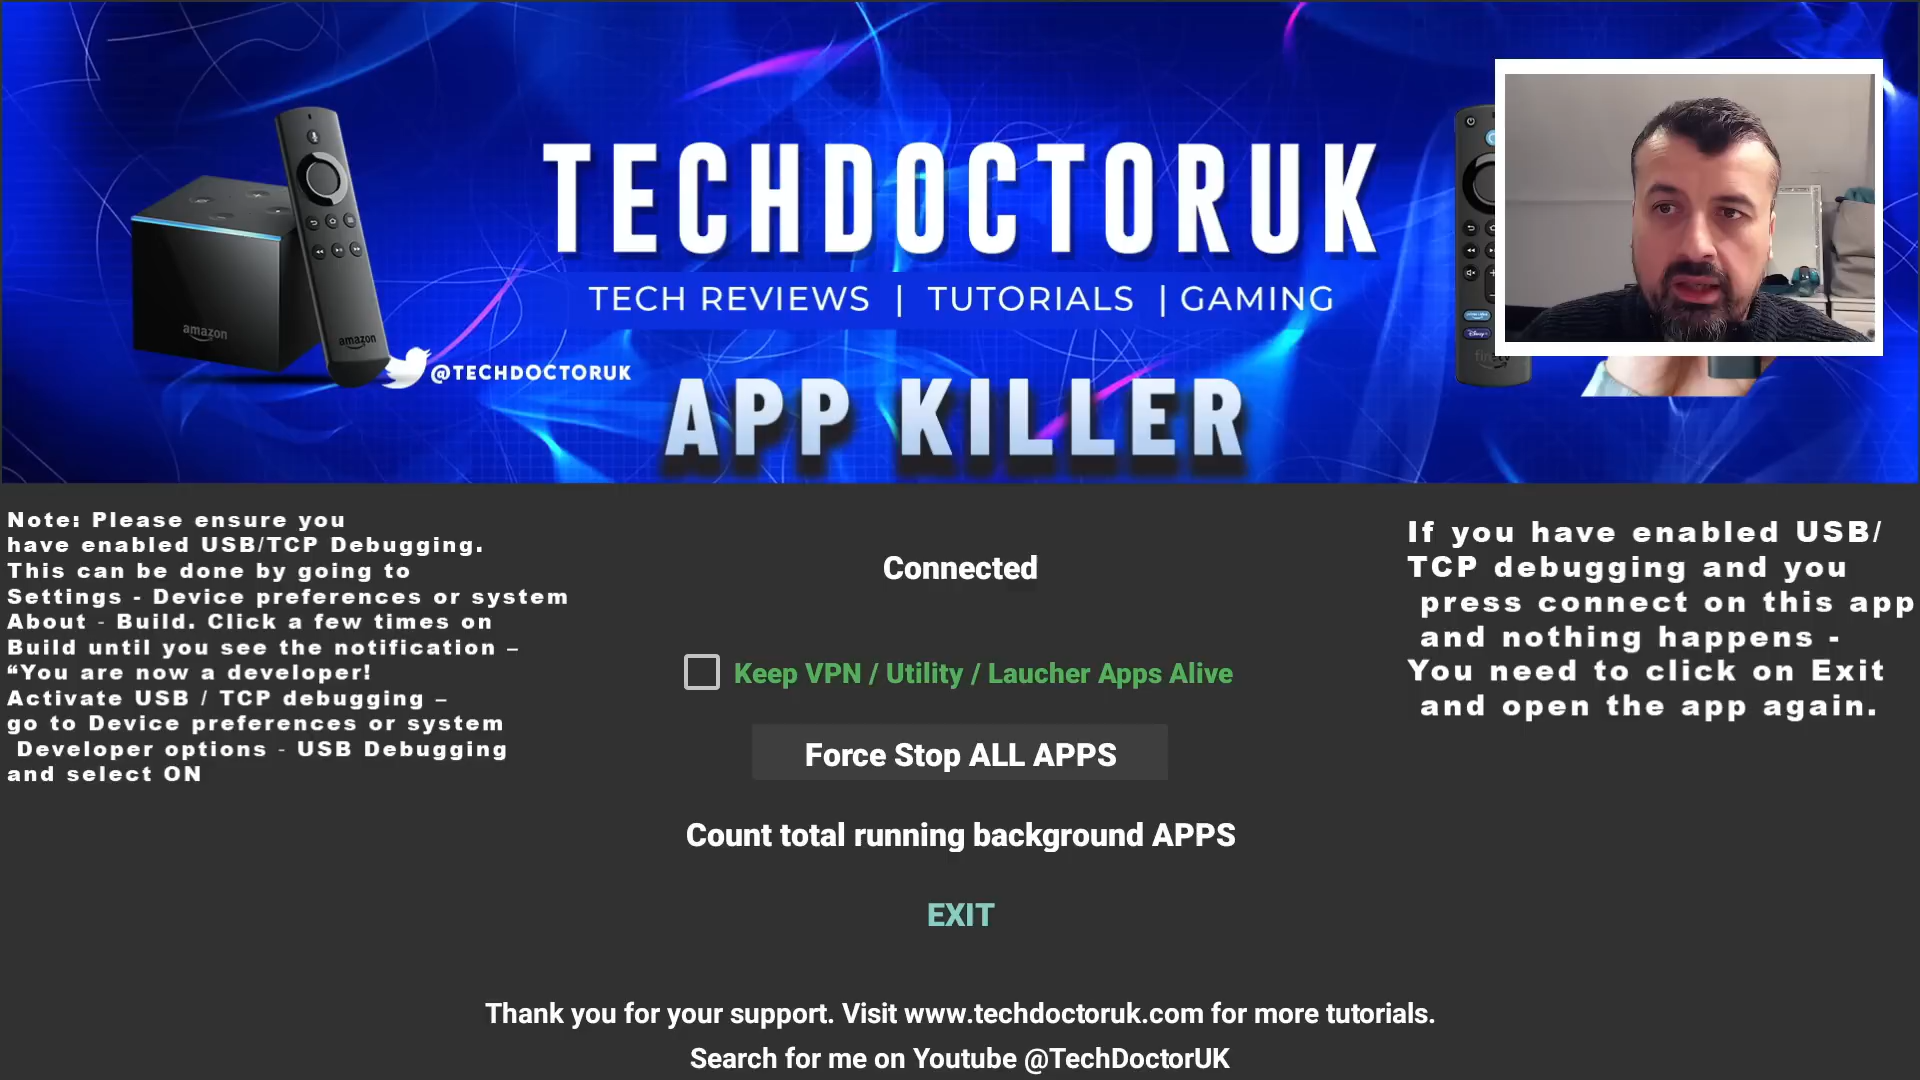 TECHDOCTORUK
TECH REVIEWS | TUTORIALS | GAMING
amazon
amazon
@TECHDOCTORUK
APP KILLER
Note: Please ensure you
have enabled USB/TCP Debugging.
This can be done by going to
Settings - Device preferences or system
About - Build. Click a few times on
Build until you see the notification –
“You are now a developer!
Activate USB / TCP debugging –
go to Device preferences or system
Developer options - USB Debugging
and select ON
Connected
Keep VPN / Utility / Laucher Apps Alive
Force Stop ALL APPS
Count total running background APPS
EXIT
If you have enabled USB/
TCP debugging and you
press connect on this app
and nothing happens -
You need to click on Exit
and open the app again.
Thank you for your support. Visit www.techdoctoruk.com for more tutorials.
Search for me on Youtube @TechDoctorUK